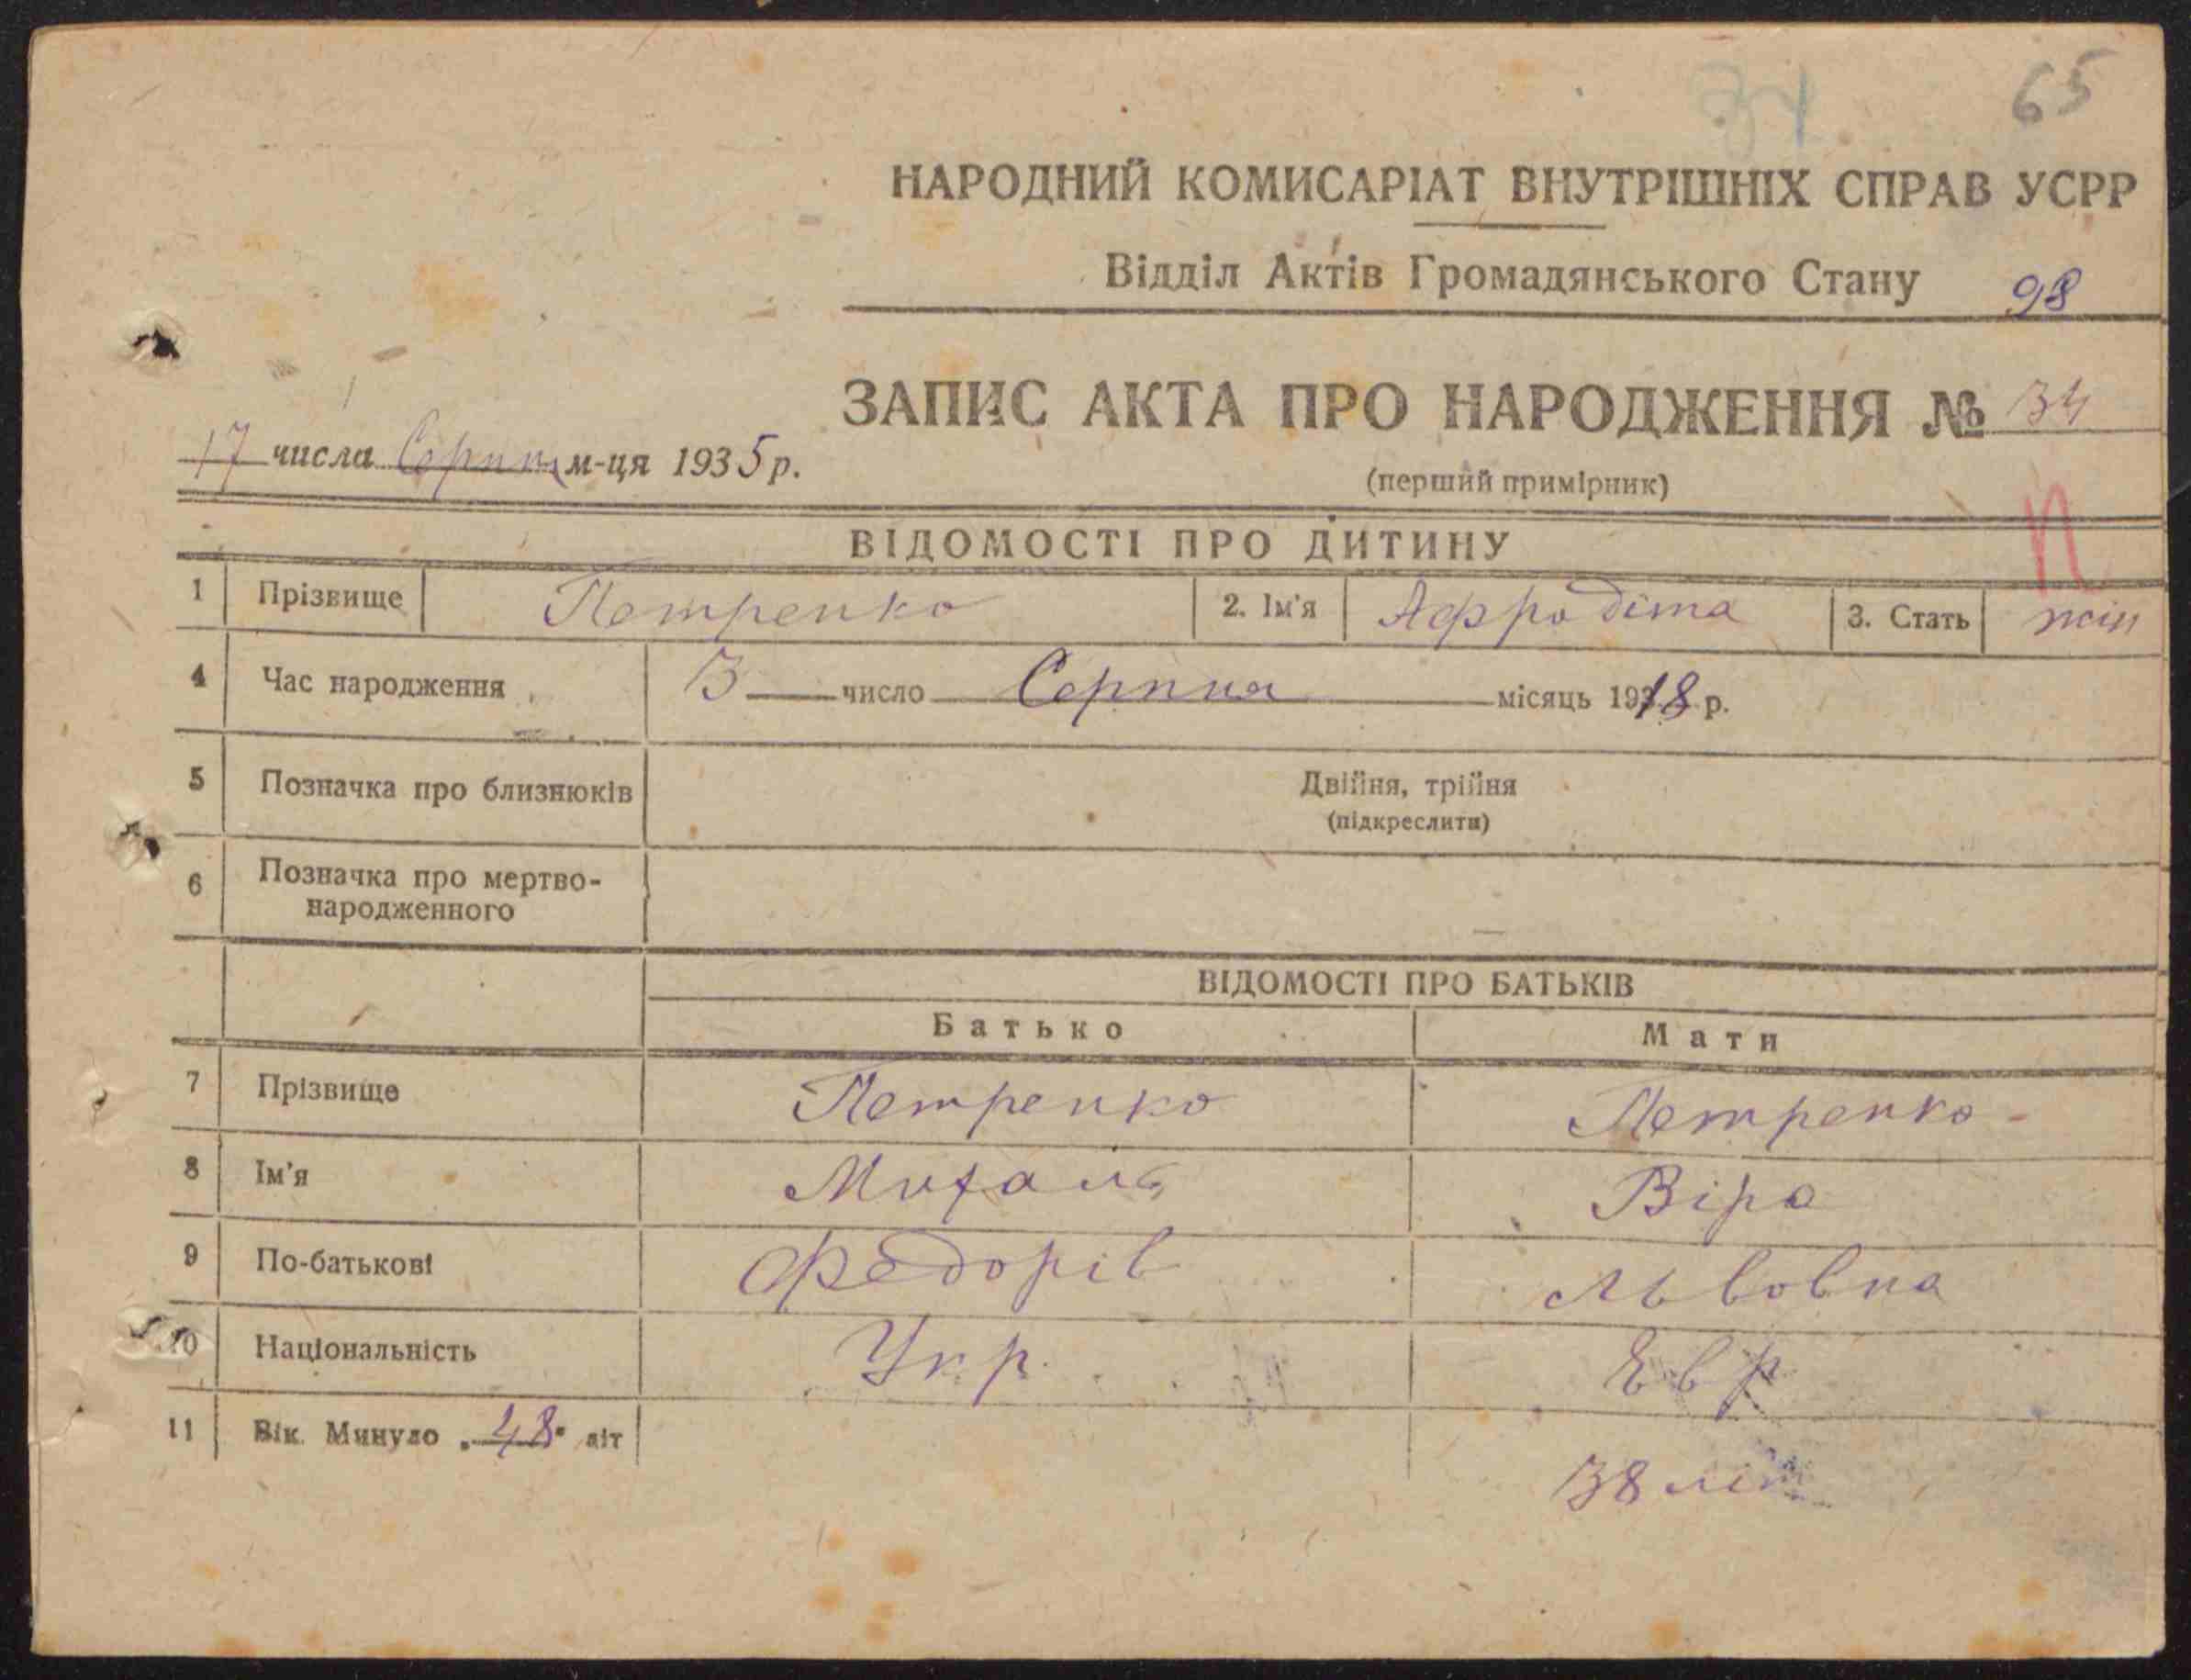 65
НАРОДНИЙ КОМИСАРІАТ ВНУТРІШНІХ СПРАВ УСРР
Відділ Актів Громадянського Стану 98
ЗАПИС АКТА ПРО НАРОДЖЕННЯ № 34
17 числа Серпня м-ця 1935 р.
(перший примірник)
П
ВІДОМОСТІ ПРО ДИТИНУ
1 Прізвище Петренко 2. Ім'я Афродіта 3. Стать жін
4 Час народження 3 число Серпня місяць 1918 р.
5 Позначка про близнюків Двійня, трійня
(підкреслити)
6 Позначка про мертво-
народженного
ВІДОМОСТІ ПРО БАТЬКІВ
Батько Мати
7 Прізвище Петренко Петренко
8 Ім'я Михаил Віра
9 По-батькові Федорів Львовна
10 Національність Укр. Евр
11 Вік. Минуло „48" літ 38 літ